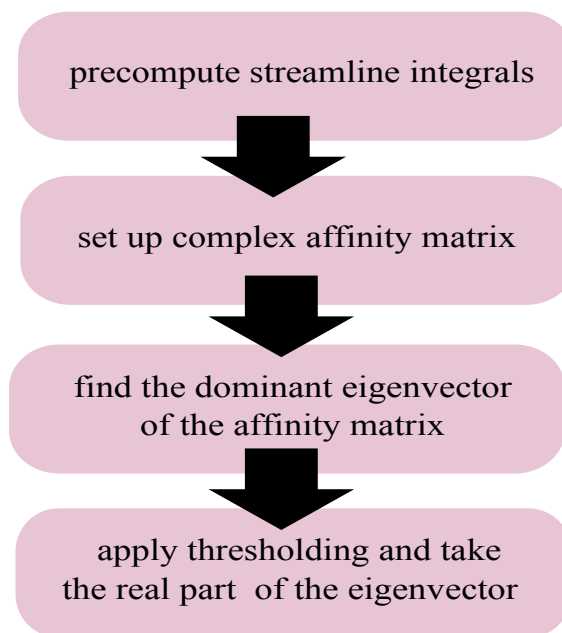 precompute streamline integrals
set up complex affinity matrix
find the dominant eigenvector
of the affinity matrix
apply thresholding and take
the real part of the eigenvector